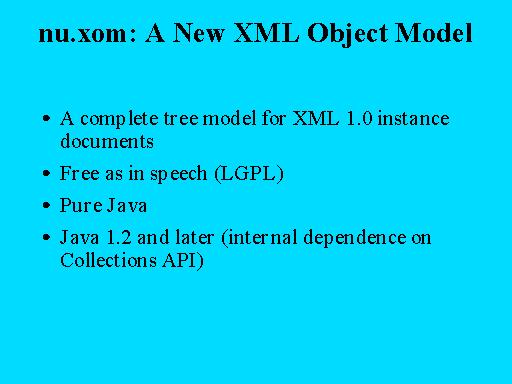 nu.xom: A New XML Object Model
• A complete tree model for XML 1.0 instance
documents
• Free as in speech (LGPL)
• Pure Java
• Java 1.2 and later (internal dependence on
Collections API)